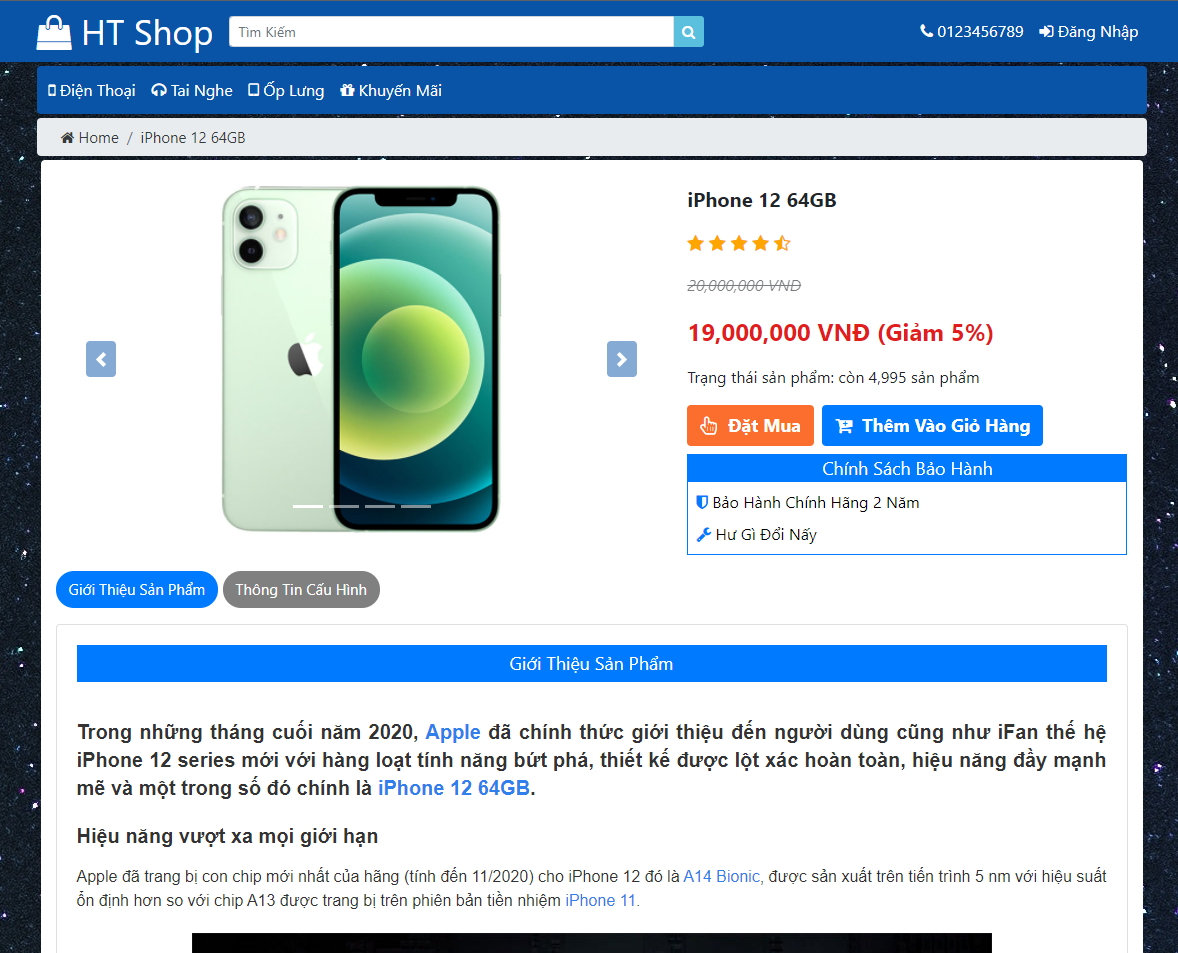 HT Shop
Tìm Kiếm
0123456789
Đăng Nhập
Điện Thoại
Tai Nghe
Ốp Lưng
Khuyến Mãi
Home / iPhone 12 64GB
iPhone 12 64GB
20,000,000 VNĐ
19,000,000 VNĐ (Giảm 5%)
Trạng thái sản phẩm: còn 4,995 sản phẩm
Đặt Mua
Thêm Vào Giỏ Hàng
Chính Sách Bảo Hành
Bảo Hành Chính Hãng 2 Năm
Hư Gì Đổi Nấy
Giới Thiệu Sản Phẩm
Thông Tin Cấu Hình
Giới Thiệu Sản Phẩm
Trong những tháng cuối năm 2020, Apple đã chính thức giới thiệu đến người dùng cũng như iFan thế hệ
iPhone 12 series mới với hàng loạt tính năng bứt phá, thiết kế được lột xác hoàn toàn, hiệu năng đầy mạnh
mẽ và một trong số đó chính là iPhone 12 64GB.
Hiệu năng vượt xa mọi giới hạn
Apple đã trang bị con chip mới nhất của hãng (tính đến 11/2020) cho iPhone 12 đó là A14 Bionic, được sản xuất trên tiến trình 5 nm với hiệu suất
ổn định hơn so với chip A13 được trang bị trên phiên bản tiền nhiệm iPhone 11.